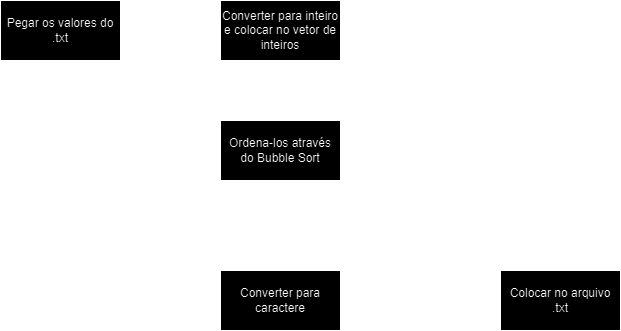 Pegar os valores do
.txt
Converter para inteiro
e colocar no vetor de
inteiros
Ordena-los através
do Bubble Sort
Converter para
caractere
Colocar no arquivo
.txt